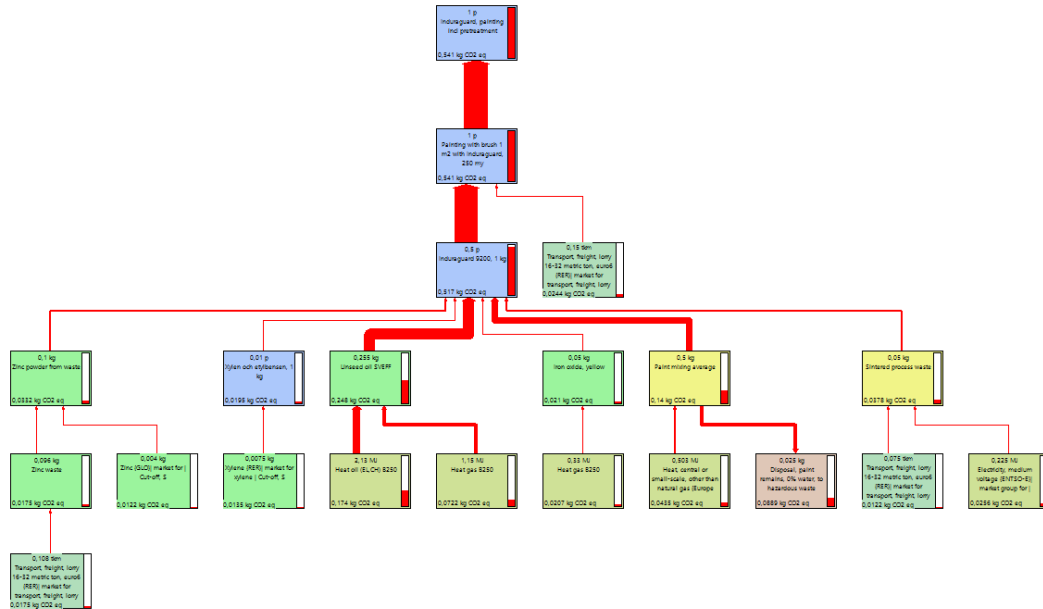 1 p
Induraguard, painting
incl pretreatment
0,541 kg CO2 eq
1 p
Painting with brush 1
m2 with Induraguard,
250 my
0,541 kg CO2 eq
0,5 p
Induraguard 9200, 1 kg
0,517 kg CO2 eq
0,15 tkm
Transport, freight, lorry
16-32 metric ton, euro6
{RER}| market for
transport, freight, lorry
0,0244 kg CO2 eq
0,1 kg
Zinc powder from waste
0,0332 kg CO2 eq
0,01 p
Xylen och etylbensen, 1
kg
0,0195 kg CO2 eq
0,255 kg
Linseed oil SVEFF
0,248 kg CO2 eq
0,05 kg
Iron oxide, yellow
0,021 kg CO2 eq
0,5 kg
Paint mixing average
0,14 kg CO2 eq
0,05 kg
Sintered process waste
0,0378 kg CO2 eq
0,096 kg
Zinc waste
0,0175 kg CO2 eq
0,004 kg
Zinc {GLO}| market for |
Cut-off, S
0,0122 kg CO2 eq
0,0075 kg
Xylene {RER}| market for
xylene | Cut-off, S
0,0135 kg CO2 eq
2,13 MJ
Heat oil (EI,CH) B250
0,174 kg CO2 eq
1,15 MJ
Heat gas B250
0,0722 kg CO2 eq
0,33 MJ
Heat gas B250
0,0207 kg CO2 eq
0,503 MJ
Heat, central or
small-scale, other than
natural gas {Europe
0,0435 kg CO2 eq
0,025 kg
Disposal, paint
remains, 0% water, to
hazardous waste
0,0889 kg CO2 eq
0,075 tkm
Transport, freight, lorry
16-32 metric ton, euro6
{RER}| market for
transport, freight, lorry
0,0122 kg CO2 eq
0,225 MJ
Electricity, medium
voltage {ENTSO-E}|
market group for |
0,0256 kg CO2 eq
0,108 tkm
Transport, freight, lorry
16-32 metric ton, euro6
{RER}| market for
transport, freight, lorry
0,0175 kg CO2 eq